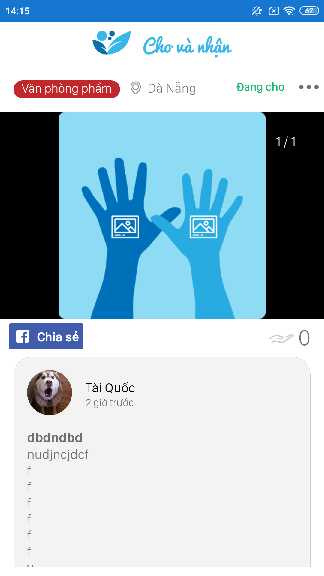 14:15
62
Cho và nhận
Văn phòng phẩm
Đà Nẵng
Đang cho
1/1
Chia sẻ
0
Tài Quốc
2 giờ trước
dbdndbd
nudjncjdcf
f
f
f
f
f
f